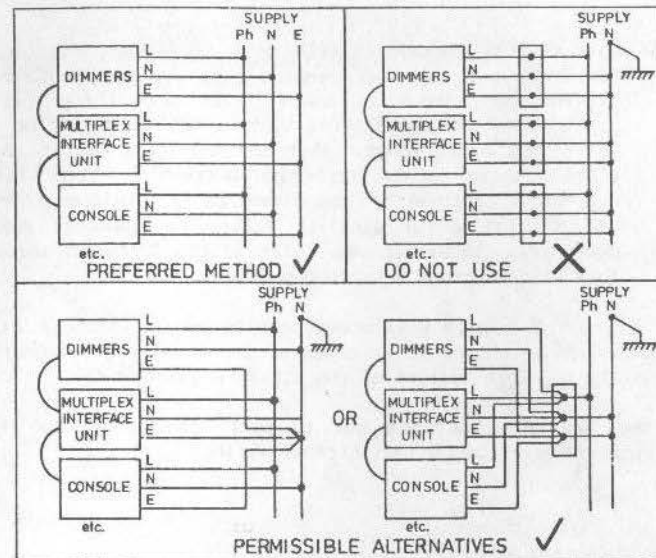 SUPPLY
Ph N E
L
DIMMERS
N
E
L
MULTIPLEX
INTERFACE
UNIT
N
E
L
CONSOLE
N
E
etc.
PREFERRED METHOD
SUPPLY
Ph N
L
DIMMERS
N
E
L
MULTIPLEX
INTERFACE
UNIT
N
E
L
CONSOLE
N
E
etc.
DO NOT USE
SUPPLY
Ph N
L
DIMMERS
N
E
L
MULTIPLEX
INTERFACE
UNIT
N
E
L
CONSOLE
N
E
etc.
OR
SUPPLY
Ph N
L
DIMMERS
N
E
L
MULTIPLEX
INTERFACE
UNIT
N
E
L
CONSOLE
N
E
etc.
PERMISSIBLE ALTERNATIVES